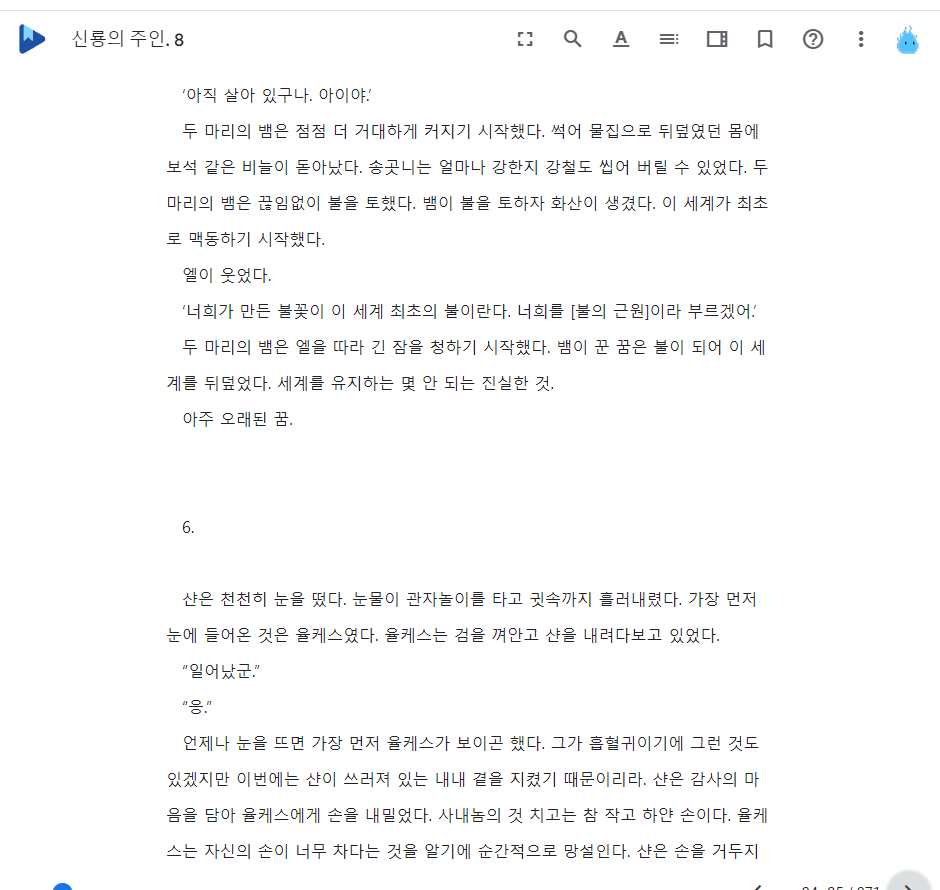 신룡의 주인. 8
‘아직 살아 있구나. 아이야.’
두 마리의 뱀은 점점 더 거대하게 커지기 시작했다. 썩어 물집으로 뒤덮였던 몸에
보석 같은 비늘이 돋아났다. 송곳니는 얼마나 강한지 강철도 씹어 버릴 수 있었다. 두
마리의 뱀은 끊임없이 불을 토했다. 뱀이 불을 토하자 화산이 생겼다. 이 세계가 최초
로 맥동하기 시작했다.
엘이 웃었다.
‘너희가 만든 불꽃이 이 세계 최초의 불이란다. 너희를 [불의 근원]이라 부르겠어.’
두 마리의 뱀은 엘을 따라 긴 잠을 청하기 시작했다. 뱀이 꾼 꿈은 불이 되어 이 세
계를 뒤덮었다. 세계를 유지하는 몇 안 되는 진실한 것.
아주 오래된 꿈.
6.
샨은 천천히 눈을 떴다. 눈물이 관자놀이를 타고 귓속까지 흘러내렸다. 가장 먼저
눈에 들어온 것은 율케스였다. 율케스는 검을 껴안고 샨을 내려다보고 있었다.
“일어났군.”
“응.”
언제나 눈을 뜨면 가장 먼저 율케스가 보이곤 했다. 그가 흡혈귀이기에 그런 것도
있겠지만 이번에는 샨이 쓰러져 있는 내내 곁을 지켰기 때문이리라. 샨은 감사의 마
음을 담아 율케스에게 손을 내밀었다. 사내놈의 것 치고는 참 작고 하얀 손이다. 율케
스는 자신의 손이 너무 차다는 것을 알기에 순간적으로 망설인다. 샨은 손을 거두지